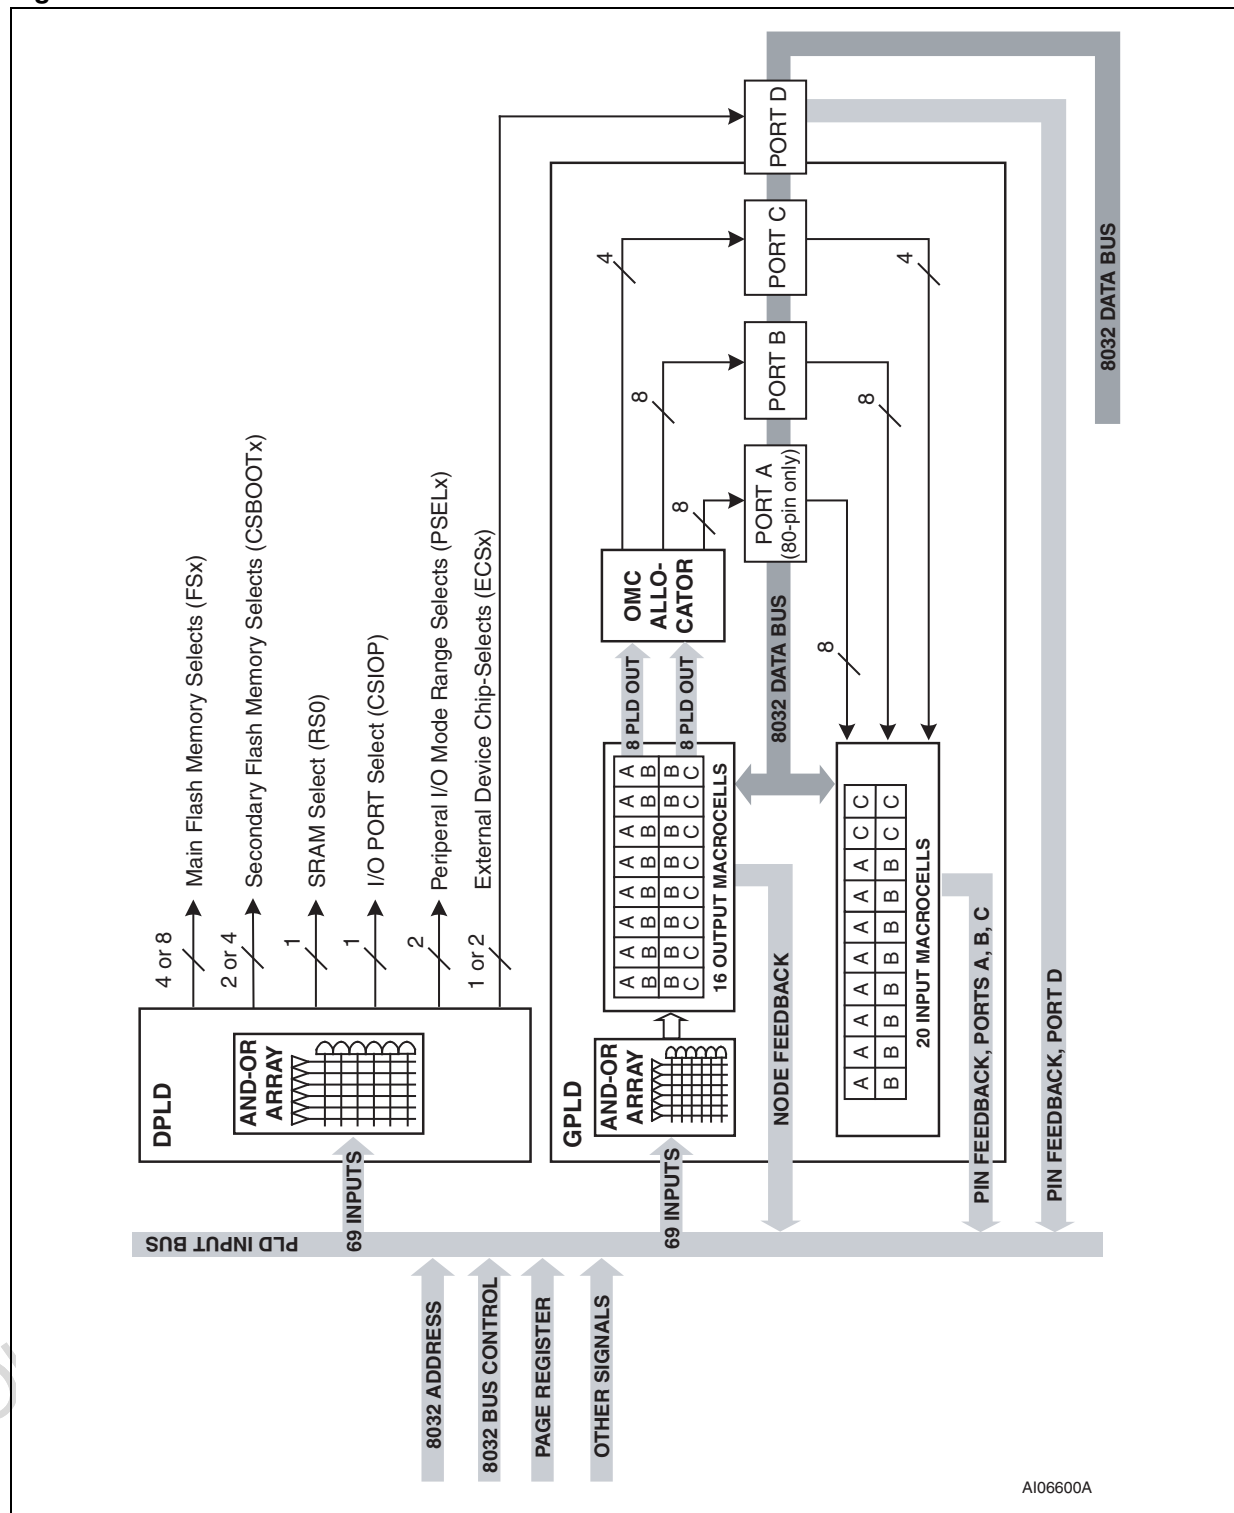 PLD INPUT BUS
8032 ADDRESS
8032 BUS CONTROL
PAGE REGISTER
OTHER SIGNALS
69 INPUTS
DPLD
AND-OR
ARRAY
4 or 8
Main Flash Memory Selects (FSx)
2 or 4
Secondary Flash Memory Selects (CSBOOTx)
1
SRAM Select (RS0)
1
I/O PORT Select (CSIOP)
2
Periperal I/O Mode Range Selects (PSELx)
1 or 2
External Device Chip-Selects (ECSx)
69 INPUTS
GPLD
AND-OR
ARRAY
A A A A A A A A
B B B B B B B B
B B B B B B B B
C C C C C C C C
16 OUTPUT MACROCELLS
8 PLD OUT
8 PLD OUT
OMC
ALLO-
CATOR
8
8
4
PORT A
(80-pin only)
PORT B
PORT C
PORT D
8032 DATA BUS
8
8
4
A A A A A A A A C C
B B B B B B B B C C
20 INPUT MACROCELLS
NODE FEEDBACK
PIN FEEDBACK, PORTS A, B, C
PIN FEEDBACK, PORT D
8032 DATA BUS
AI06600A